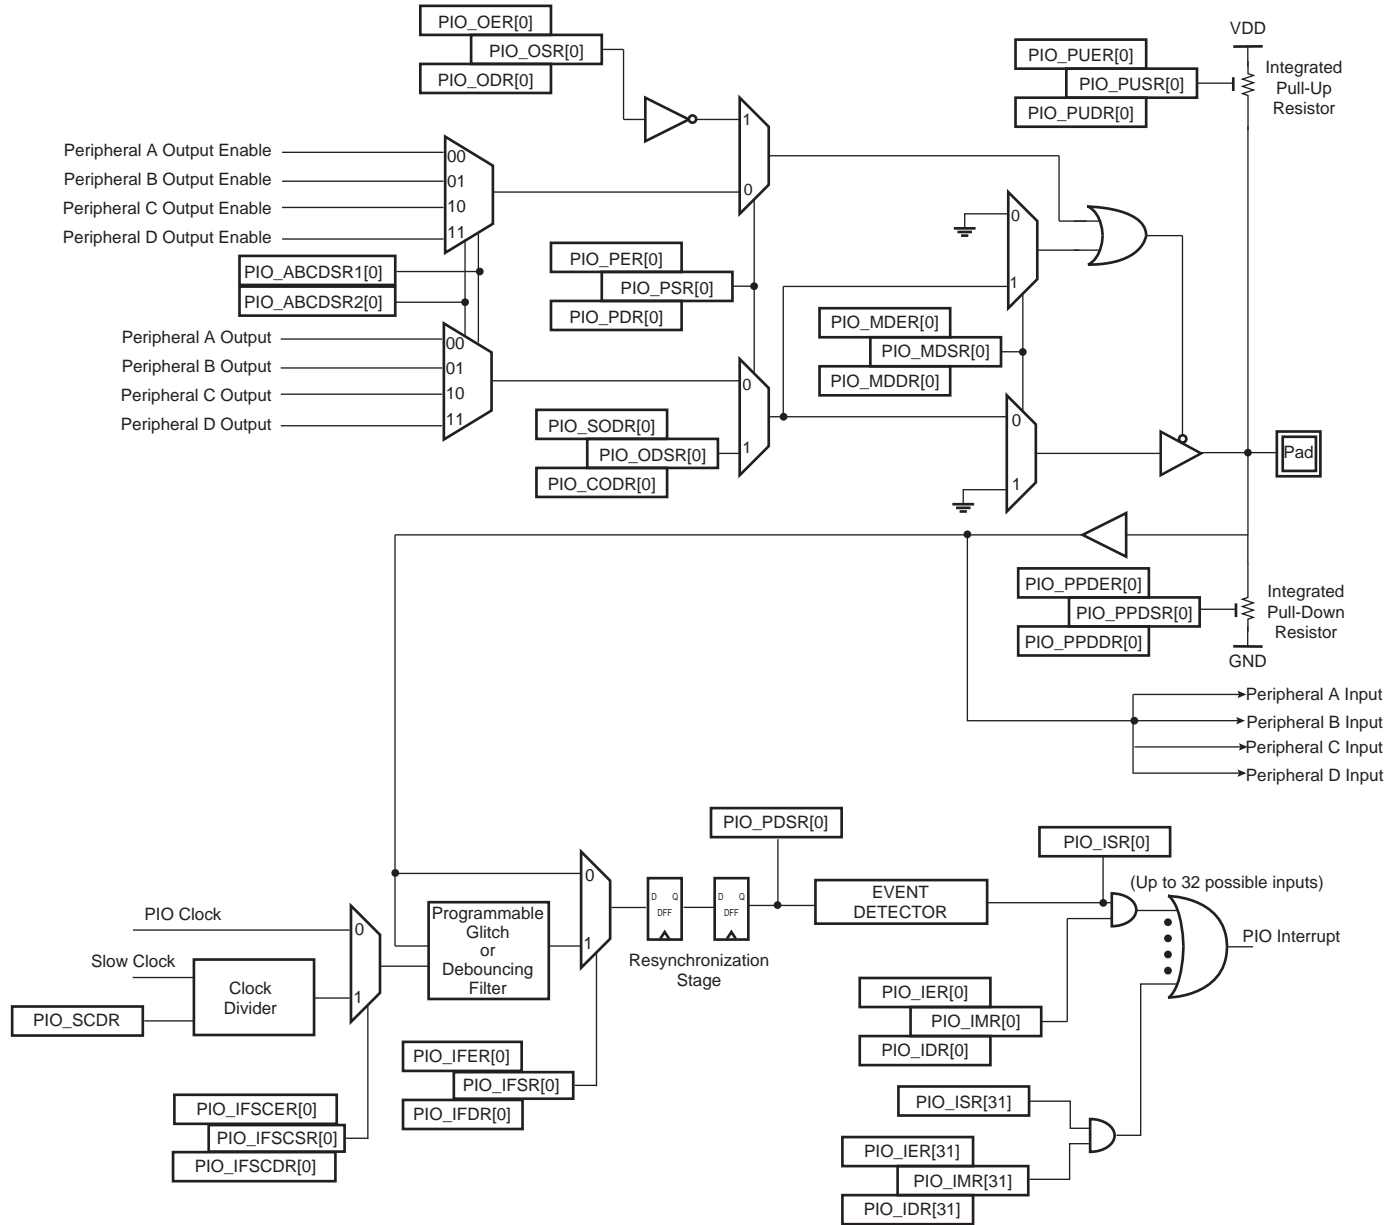 PIO_OER[0]
PIO_OSR[0]
PIO_ODR[0]
VDD
PIO_PUER[0]
PIO_PUSR[0]
PIO_PUDR[0]
Integrated
Pull-Up
Resistor
1
0
Peripheral A Output Enable
Peripheral B Output Enable
Peripheral C Output Enable
Peripheral D Output Enable
00
01
10
11
0
1
PIO_ABCDSR1[0]
PIO_ABCDSR2[0]
PIO_PER[0]
PIO_PSR[0]
PIO_PDR[0]
PIO_MDER[0]
PIO_MDSR[0]
PIO_MDDR[0]
Peripheral A Output
Peripheral B Output
Peripheral C Output
Peripheral D Output
00
01
10
11
0
1
PIO_SODR[0]
PIO_ODSR[0]
PIO_CODR[0]
0
1
Pad
PIO_PPDER[0]
PIO_PPDSR[0]
PIO_PPDDR[0]
Integrated
Pull-Down
Resistor
GND
Peripheral A Input
Peripheral B Input
Peripheral C Input
Peripheral D Input
PIO_PDSR[0]
PIO_ISR[0]
(Up to 32 possible inputs)
EVENT
DETECTOR
PIO Interrupt
0
1
D Q
DFF
D Q
DFF
Resynchronization
Stage
PIO Clock
Slow Clock
Clock
Divider
PIO_SCDR
0
1
Programmable
Glitch
or
Debouncing
Filter
PIO_IER[0]
PIO_IMR[0]
PIO_IDR[0]
PIO_IFER[0]
PIO_IFSR[0]
PIO_IFDR[0]
PIO_IFSCER[0]
PIO_IFSCSR[0]
PIO_IFSCDR[0]
PIO_ISR[31]
PIO_IER[31]
PIO_IMR[31]
PIO_IDR[31]